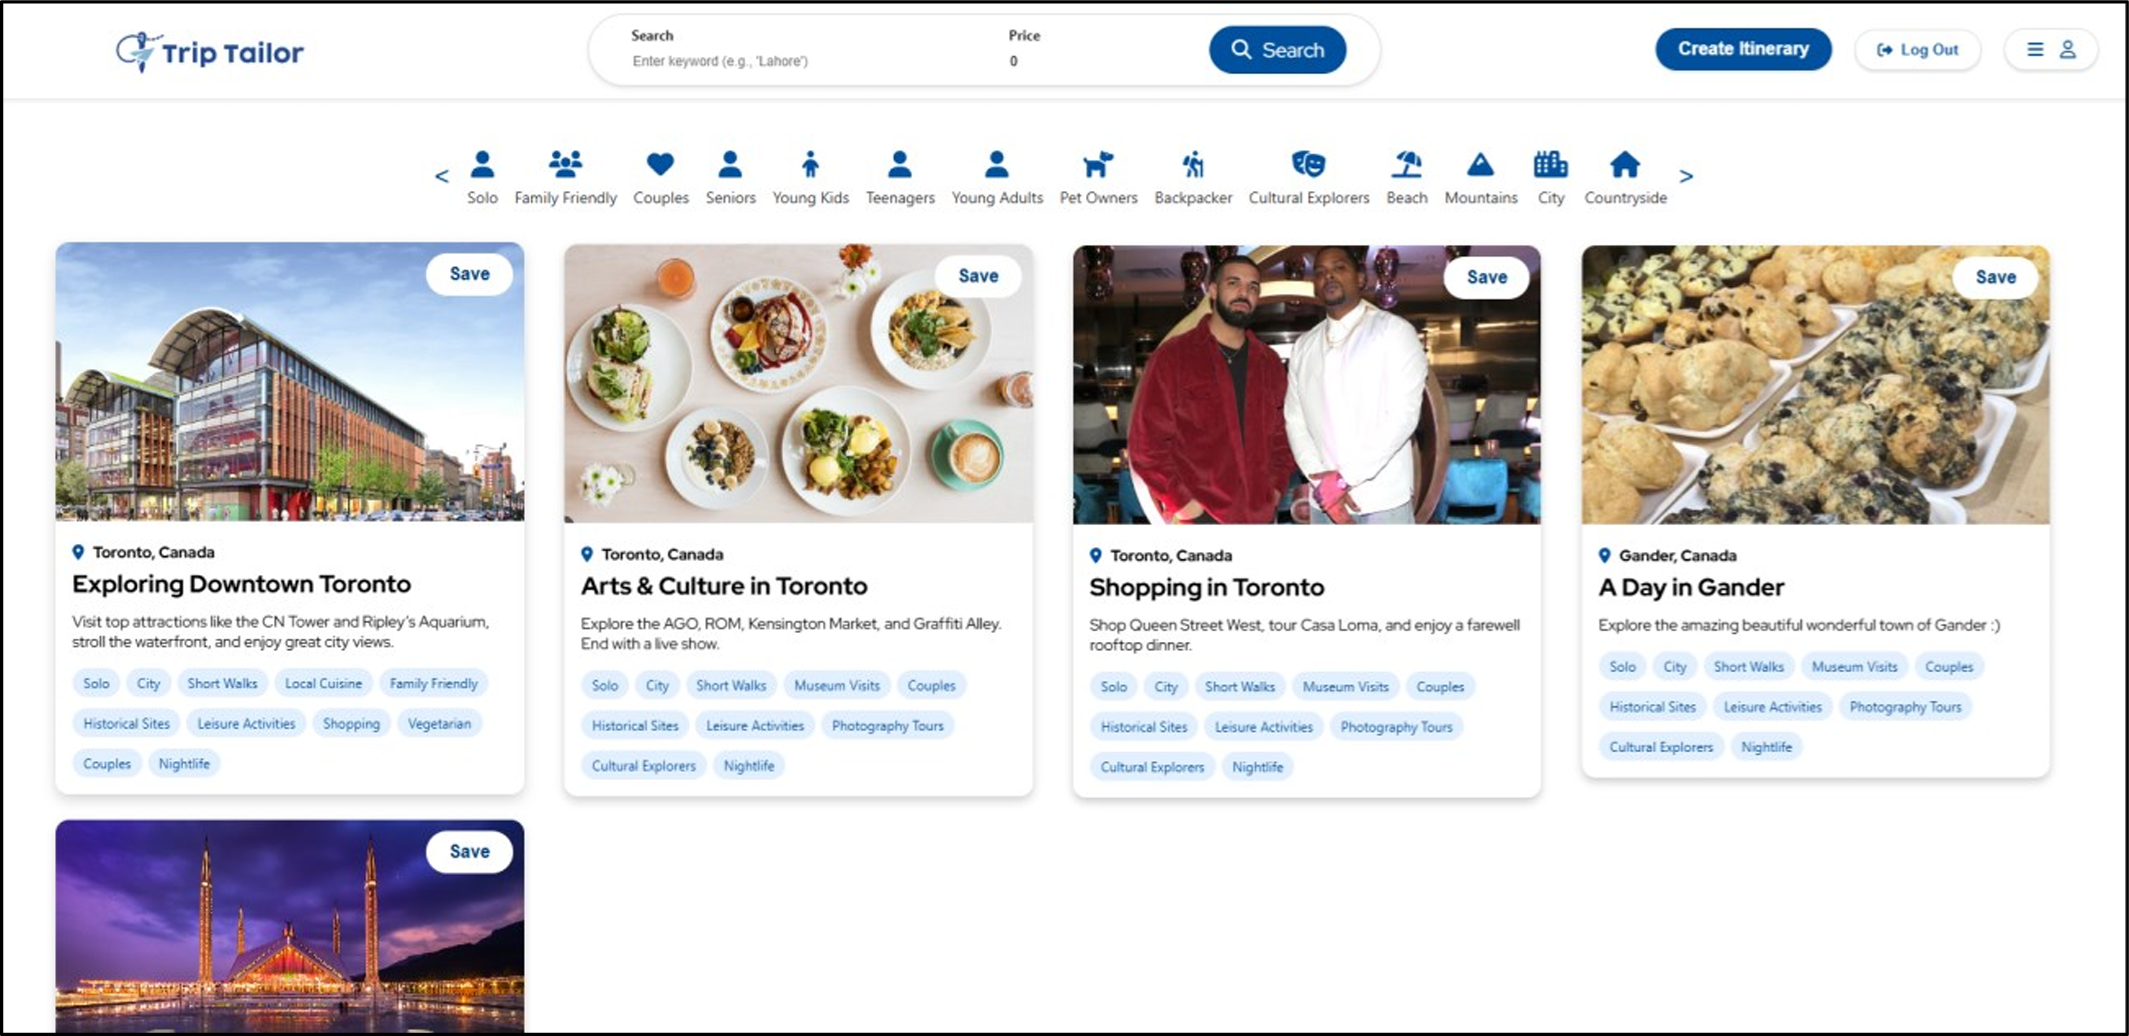 Trip Tailor
Search
Enter keyword (e.g., 'Lahore')
Price
0
Search
Create Itinerary
Log Out
<
Solo
Family Friendly
Couples
Seniors
Young Kids
Teenagers
Young Adults
Pet Owners
Backpacker
Cultural Explorers
Beach
Mountains
City
Countryside
>
Save
Toronto, Canada
Exploring Downtown Toronto
Visit top attractions like the CN Tower and Ripley's Aquarium,
stroll the waterfront, and enjoy great city views.
Solo City Short Walks Local Cuisine Family Friendly
Historical Sites Leisure Activities Shopping Vegetarian
Couples Nightlife
Save
Toronto, Canada
Arts & Culture in Toronto
Explore the AGO, ROM, Kensington Market, and Graffiti Alley.
End with a live show.
Solo City Short Walks Museum Visits Couples
Historical Sites Leisure Activities Photography Tours
Cultural Explorers Nightlife
Save
Toronto, Canada
Shopping in Toronto
Shop Queen Street West, tour Casa Loma, and enjoy a farewell
rooftop dinner.
Solo City Short Walks Museum Visits Couples
Historical Sites Leisure Activities Photography Tours
Cultural Explorers Nightlife
Save
Gander, Canada
A Day in Gander
Explore the amazing beautiful wonderful town of Gander :)
Solo City Short Walks Museum Visits Couples
Historical Sites Leisure Activities Photography Tours
Cultural Explorers Nightlife
Save